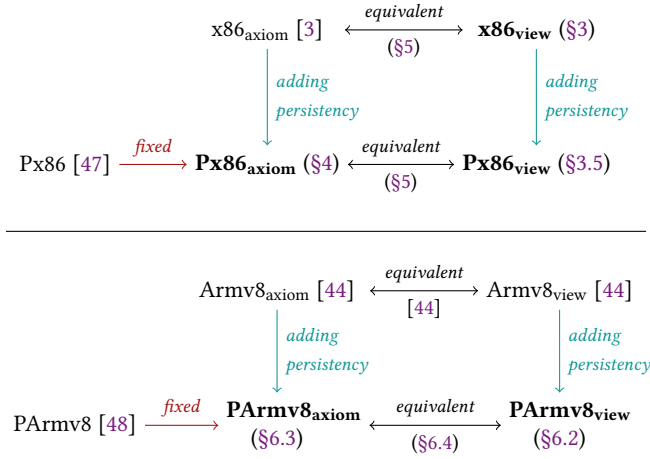 x86axiom [3] equivalent x86view (§3)
(§5)
adding persistency
adding persistency
Px86 [47] fixed Px86axiom (§4) equivalent Px86view (§3.5)
(§5)
Armv8axiom [44] equivalent Armv8view [44]
[44]
adding persistency
adding persistency
PArmv8 [48] fixed PArmv8axiom equivalent PArmv8view
(§6.3) (§6.4) (§6.2)